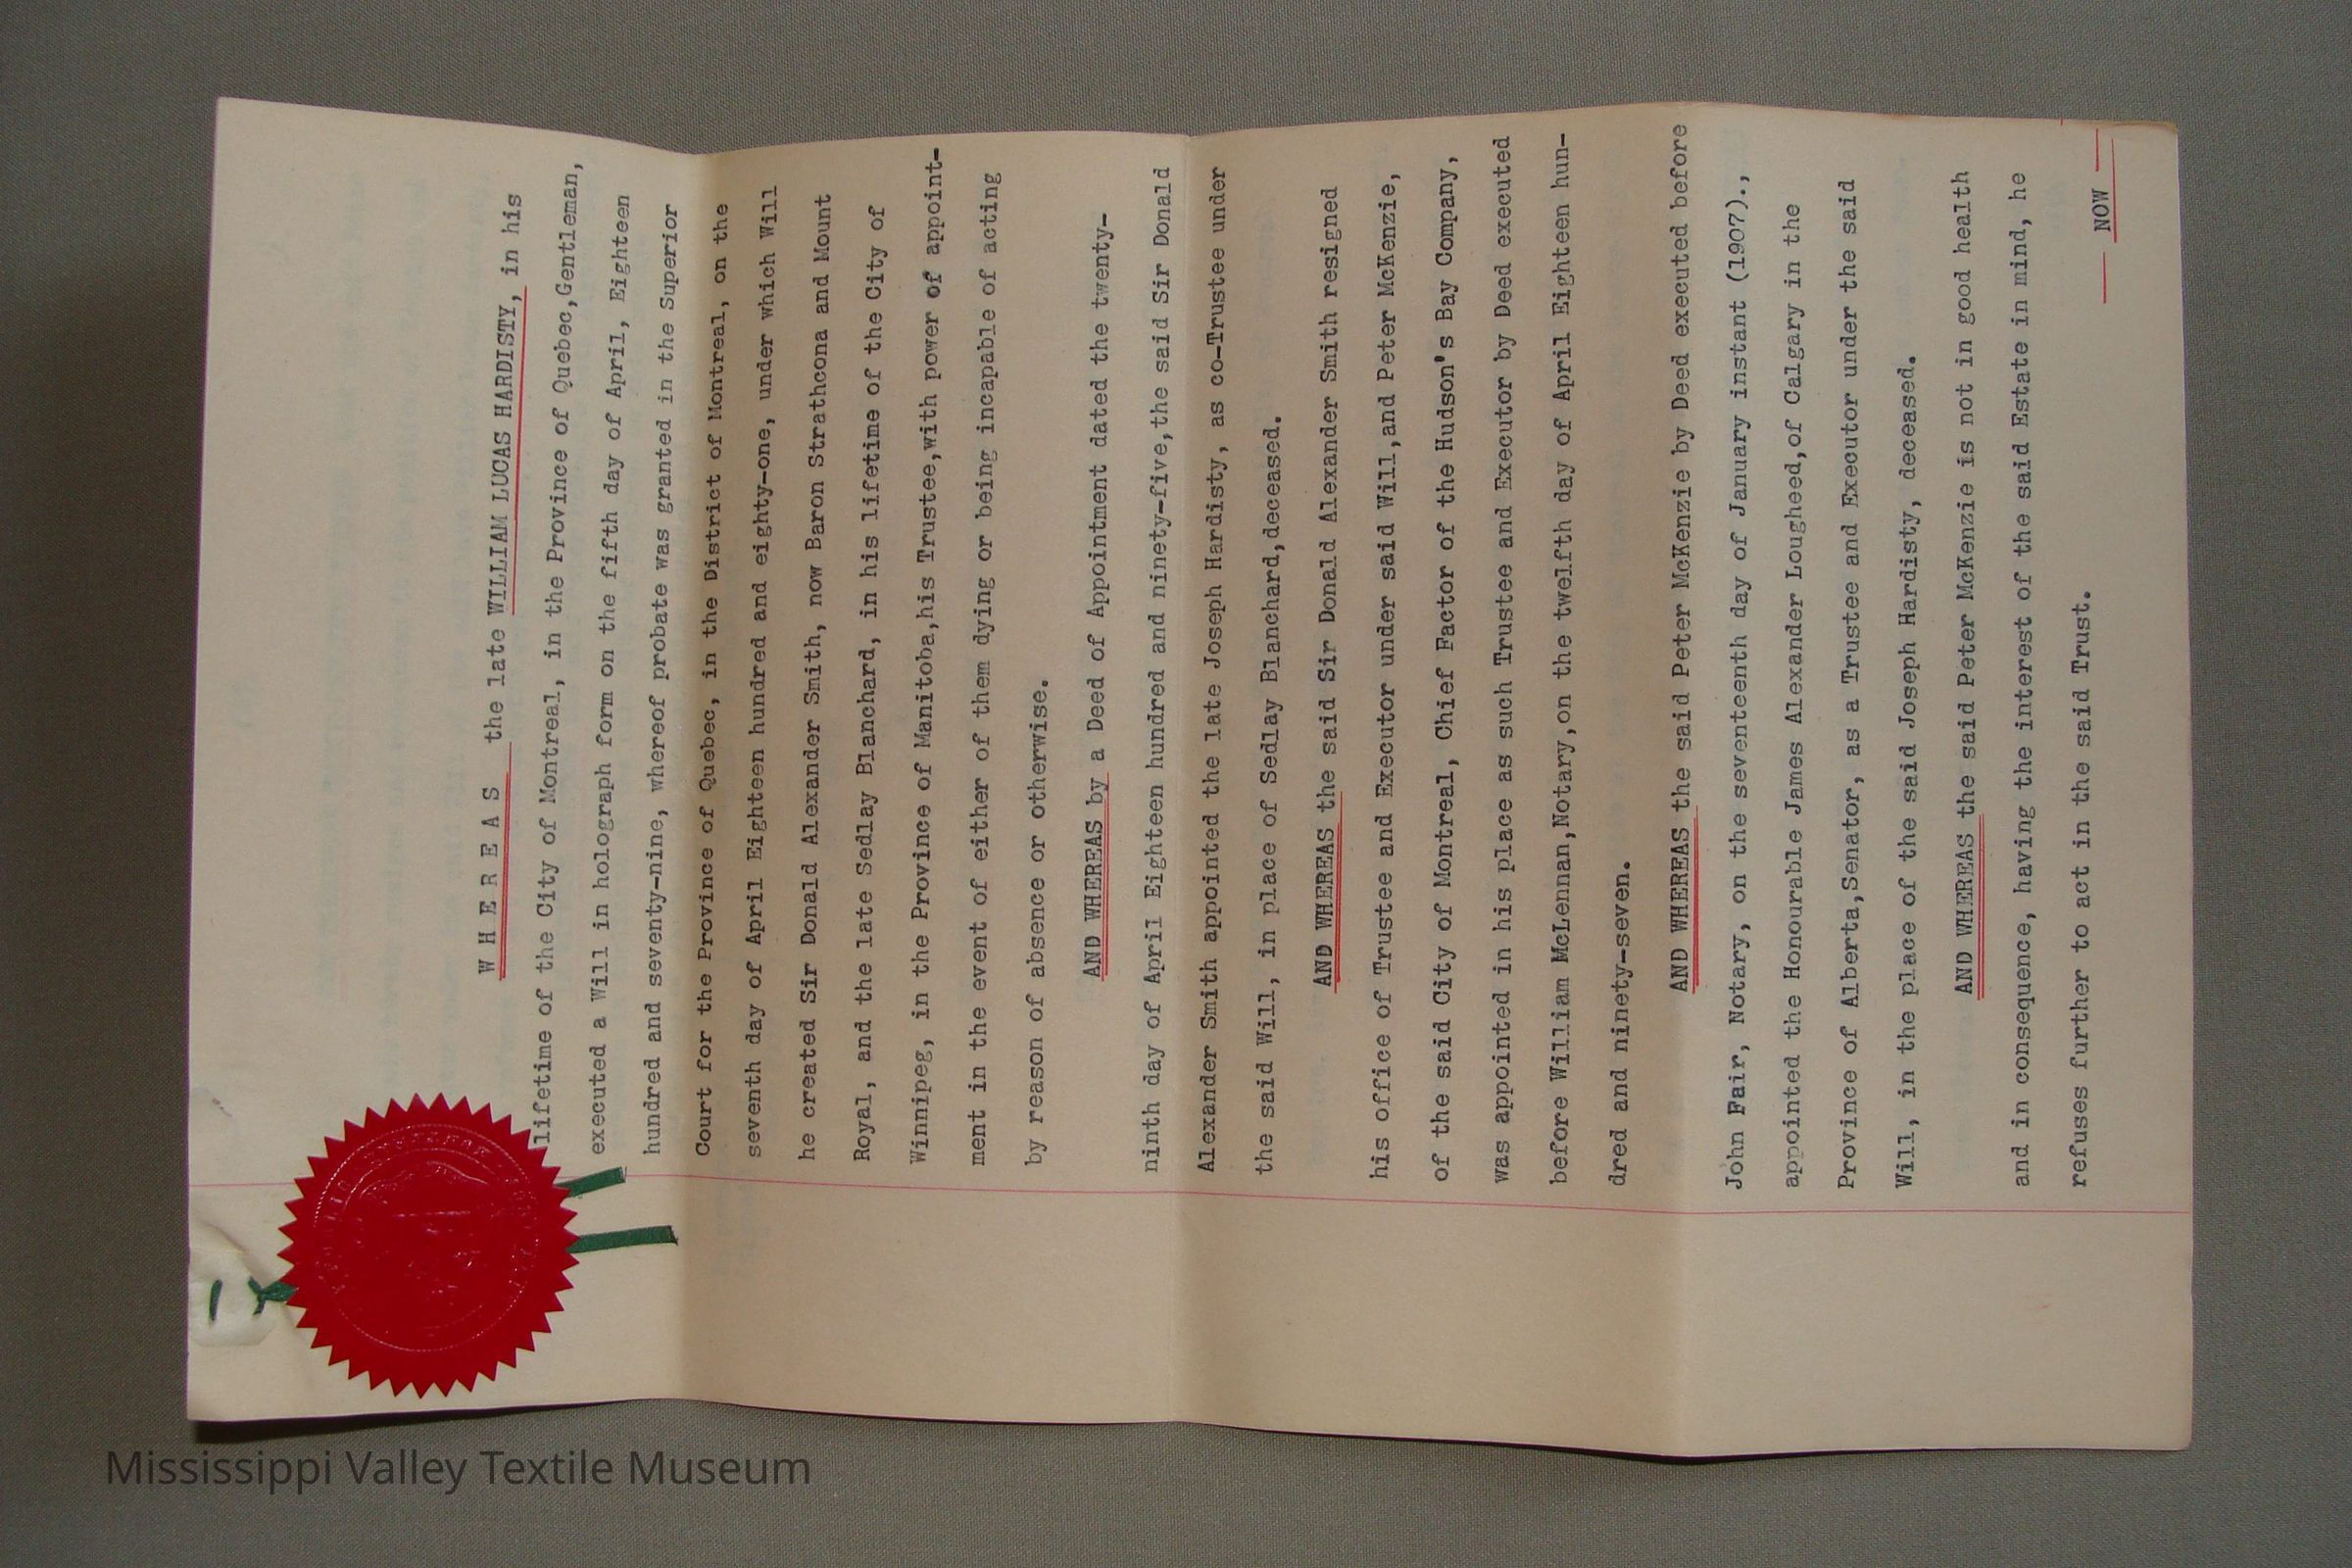 W H E R E A S the late WILLIAM LUCAS HARDISTY, in his
lifetime of the City of Montreal, in the Province of Quebec,Gentleman,
executed a Will in holograph form on the fifth day of April, Eighteen
hundred and seventy-nine, whereof probate was granted in the Superior
Court for the Province of Quebec, in the District of Montreal, on the
seventh day of April Eighteen hundred and eighty-one, under which Will
he created Sir Donald Alexander Smith, now Baron Strathcona and Mount
Royal, and the late Sedlay Blanchard, in his lifetime of the City of
Winnipeg, in the Province of Manitoba,his Trustee,with power of appoint-
ment in the event of either of them dying or being incapable of acting
by reason of absence or otherwise.
AND WHEREAS by a Deed of Appointment dated the twenty-
ninth day of April Eighteen hundred and ninety-five,the said Sir Donald
Alexander Smith appointed the late Joseph Hardisty, as co-Trustee under
the said Will, in place of Sedlay Blanchard,deceased.
AND WHEREAS the said Sir Donald Alexander Smith resigned
his office of Trustee and Executor under said Will,and Peter McKenzie,
of the said City of Montreal, Chief Factor of the Hudson's Bay Company,
was appointed in his place as such Trustee and Executor by Deed executed
before William McLennan,Notary,on the twelfth day of April Eighteen hun-
dred and ninety-seven.
AND WHEREAS the said Peter McKenzie by Deed executed before
John Fair, Notary, on the seventeenth day of January instant (1907).,
appointed the Honourable James Alexander Lougheed,of Calgary in the
Province of Alberta,Senator, as a Trustee and Executor under the said
Will, in the place of the said Joseph Hardisty, deceased.
AND WHEREAS the said Peter McKenzie is not in good health
and in consequence, having the interest of the said Estate in mind, he
refuses further to act in the said Trust.
NOW
Mississippi Valley Textile Museum